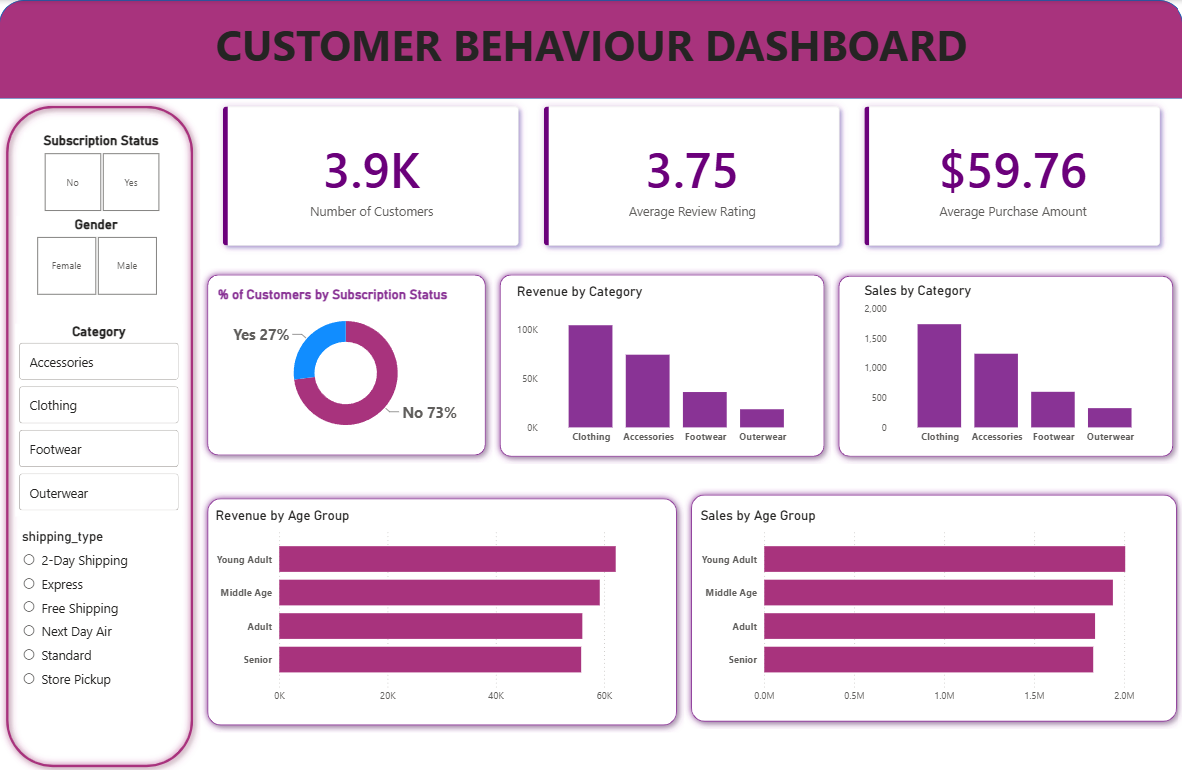 CUSTOMER BEHAVIOUR DASHBOARD
Subscription Status
No
Yes
Gender
Female
Male
Category
Accessories
Clothing
Footwear
Outerwear
shipping_type
2-Day Shipping
Express
Free Shipping
Next Day Air
Standard
Store Pickup
3.9K
Number of Customers
3.75
Average Review Rating
$59.76
Average Purchase Amount
% of Customers by Subscription Status
Yes 27%
No 73%
Revenue by Category
100K
50K
0K
Clothing Accessories Footwear Outerwear
Sales by Category
2,000
1,500
1,000
500
0
Clothing Accessories Footwear Outerwear
Revenue by Age Group
Young Adult
Middle Age
Adult
Senior
0K 20K 40K 60K
Sales by Age Group
Young Adult
Middle Age
Adult
Senior
0.0M 0.5M 1.0M 1.5M 2.0M